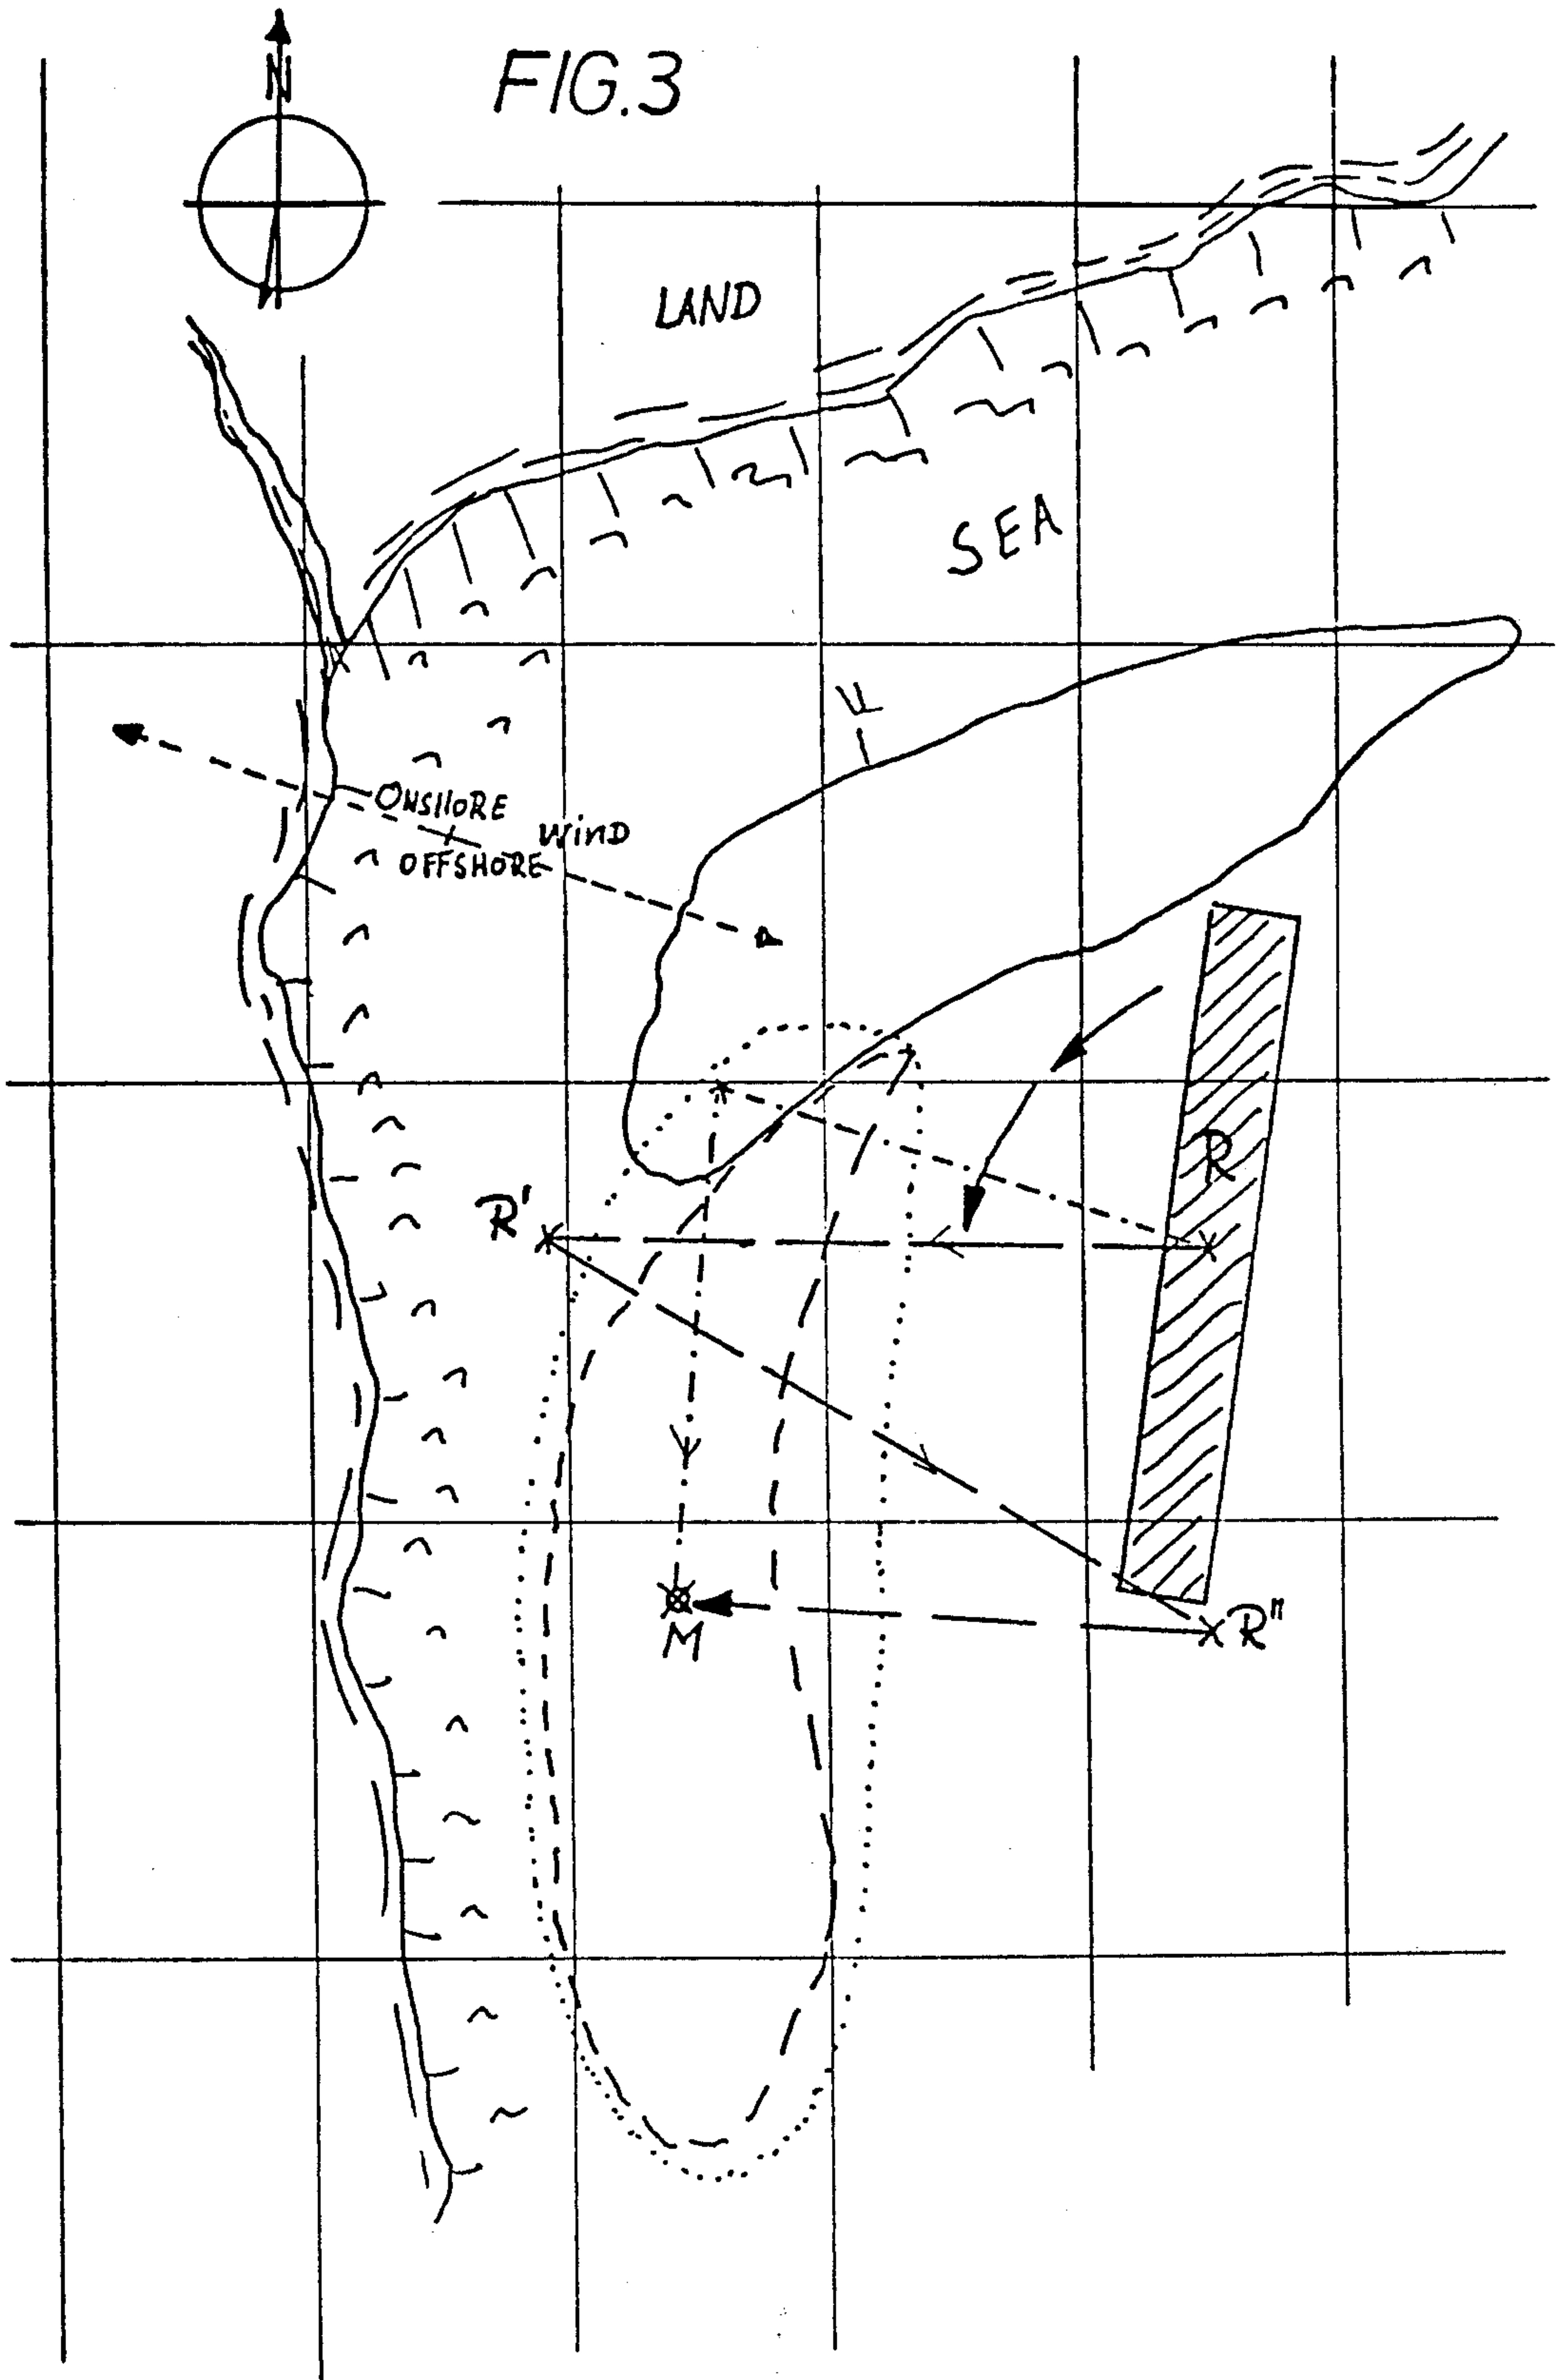 N
FIG.3
LAND
SEA
F
ONSHORE
WIND
OFFSHORE
R
R'
M
R"